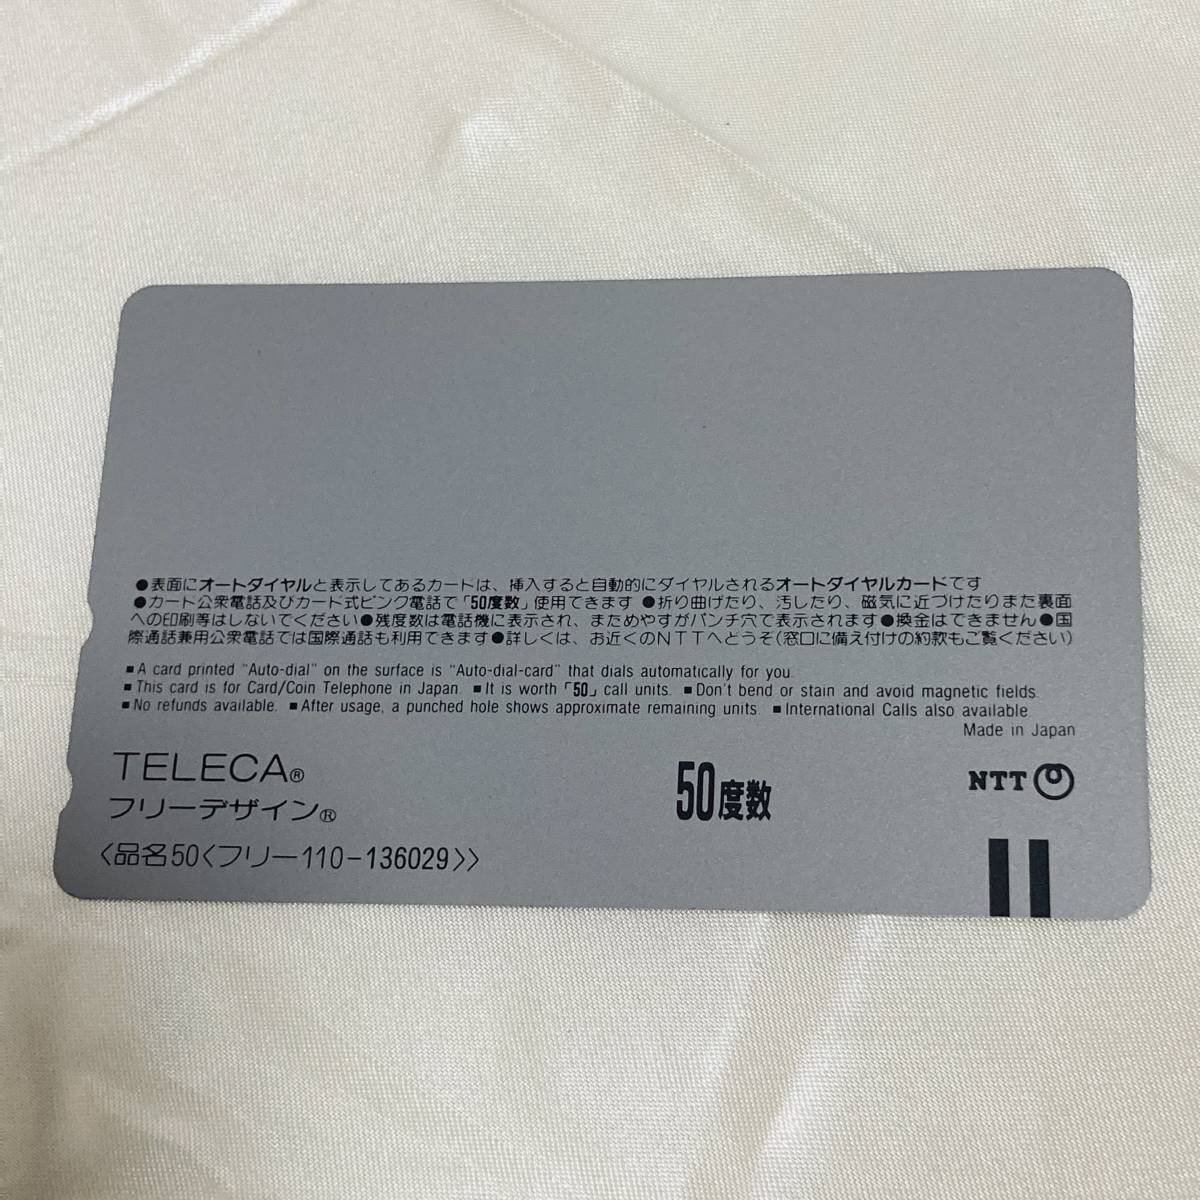 ●表面にオートダイヤルと表示してあるカードは、挿入すると自動的にダイヤルされるオートダイヤルカードです
●カード公衆電話及びカード式ピンク電話で「50度数」使用できます ●折り曲げたり、汚したり、磁気に近づけたりまた裏面
への印刷等はしないでください●残度数は電話機に表示され、まためやすがパンチ穴で表示されます●換金はできません●国
際通話兼用公衆電話では国際通話も利用できます●詳しくは、お近くのNTTへどうぞ(窓口に備え付けの約款もご覧ください)
■A card printed "Auto-dial" on the surface is "Auto-dial-card" that dials automatically for you.
■This card is for Card/Coin Telephone in Japan. ■It is worth「50」call units. ■Don't bend or stain and avoid magnetic fields.
■No refunds available. ■After usage, a punched hole shows approximate remaining units. ■International Calls also available.
Made in Japan
TELECA®
フリーデザイン®
50度数
NTT
〈品名50〈フリー110-136029〉〉